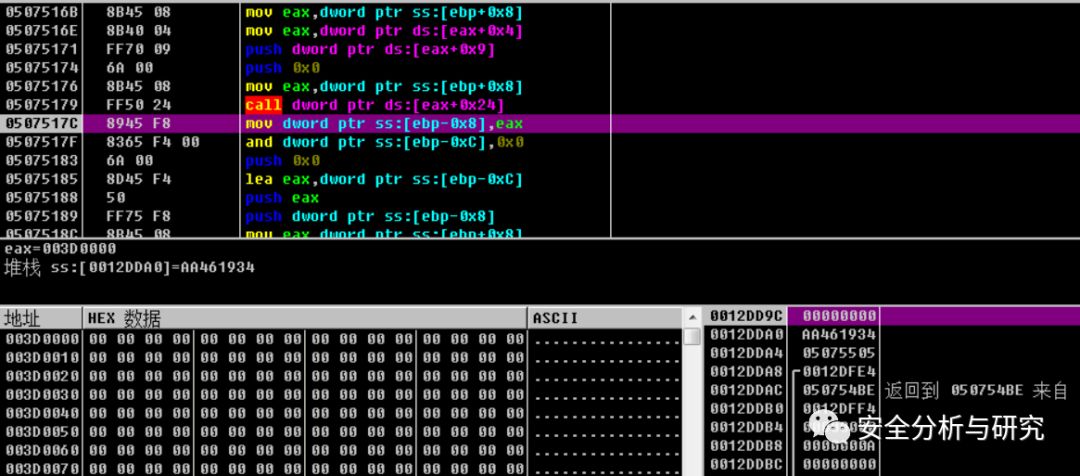 0507516B 8B45 08 mov eax,dword ptr ss:[ebp+0x8]
0507516E 8B40 04 mov eax,dword ptr ds:[eax+0x4]
05075171 FF70 09 push dword ptr ds:[eax+0x9]
05075174 6A 00 push 0x0
05075176 8B45 08 mov eax,dword ptr ss:[ebp+0x8]
05075179 FF50 24 call dword ptr ds:[eax+0x24]
0507517C 8945 F8 mov dword ptr ss:[ebp-0x8],eax
0507517F 8365 F4 00 and dword ptr ss:[ebp-0xC],0x0
05075183 6A 00 push 0x0
05075185 8D45 F4 lea eax,dword ptr ss:[ebp-0xC]
05075188 50 push eax
05075189 FF75 F8 push dword ptr ss:[ebp-0x8]
0507518C 8B45 08 mov eax,dword ptr ss:[ebp+0x8]
eax=003D0000
堆栈 ss:[0012DDA0]=AA461934
地址 HEX 数据 ASCII
003D0000 00 00 00 00 00 00 00 00 00 00 00 00 00 00 00 00 ................
003D0010 00 00 00 00 00 00 00 00 00 00 00 00 00 00 00 00 ................
003D0020 00 00 00 00 00 00 00 00 00 00 00 00 00 00 00 00 ................
003D0030 00 00 00 00 00 00 00 00 00 00 00 00 00 00 00 00 ................
003D0040 00 00 00 00 00 00 00 00 00 00 00 00 00 00 00 00 ................
003D0050 00 00 00 00 00 00 00 00 00 00 00 00 00 00 00 00 ................
003D0060 00 00 00 00 00 00 00 00 00 00 00 00 00 00 00 00 ................
003D0070 00 00 00 00 00 00 00 00 00 00 00 00 00 00 00 00 ................
0012DD9C 00000000
0012DDA0 AA461934
0012DDA4 05075505
0012DDA8 0012DFE4
0012DDAC 050754BE 返回到 050754BE 来自
0012DDB0 0012DFF4
0012DDB4
0012DDB8
0012DDBC 00000000
安全分析与研究